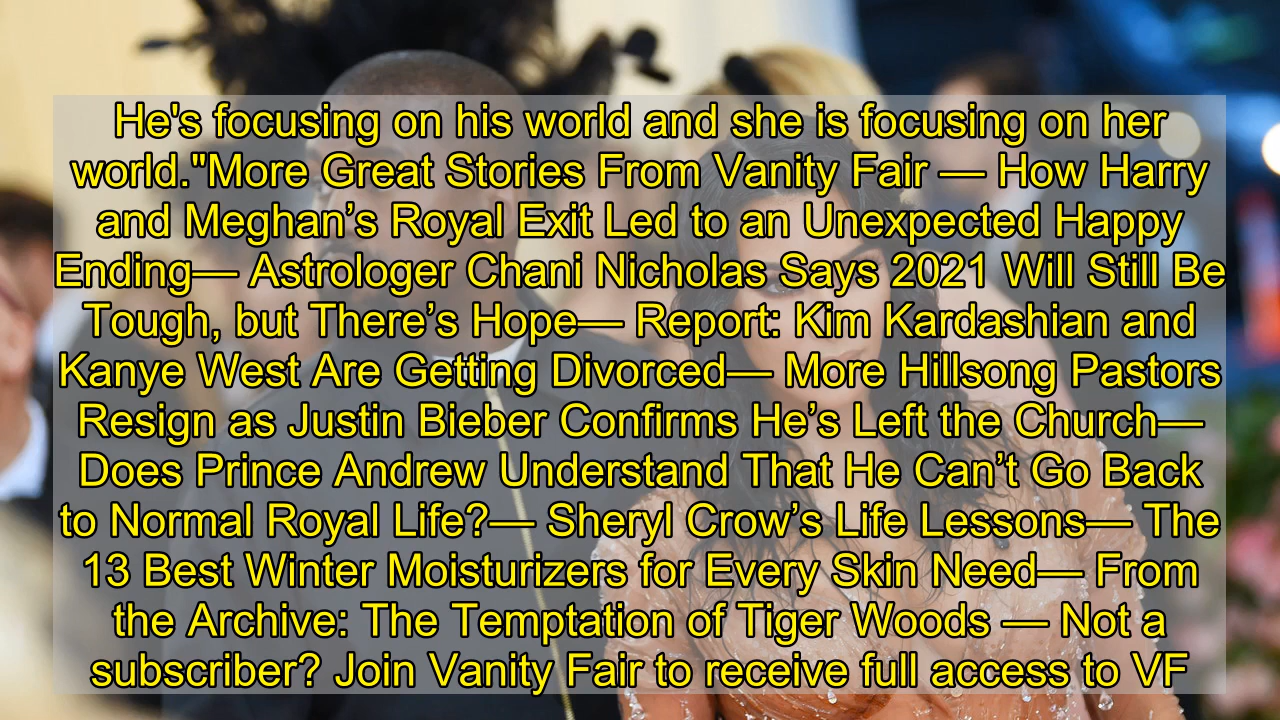 He's focusing on his world and she is focusing on her
world."More Great Stories From Vanity Fair — How Harry
and Meghan’s Royal Exit Led to an Unexpected Happy
Ending— Astrologer Chani Nicholas Says 2021 Will Still Be
Tough, but There’s Hope— Report: Kim Kardashian and
Kanye West Are Getting Divorced— More Hillsong Pastors
Resign as Justin Bieber Confirms He’s Left the Church—
Does Prince Andrew Understand That He Can’t Go Back
to Normal Royal Life?— Sheryl Crow’s Life Lessons— The
13 Best Winter Moisturizers for Every Skin Need— From
the Archive: The Temptation of Tiger Woods — Not a
subscriber? Join Vanity Fair to receive full access to VF